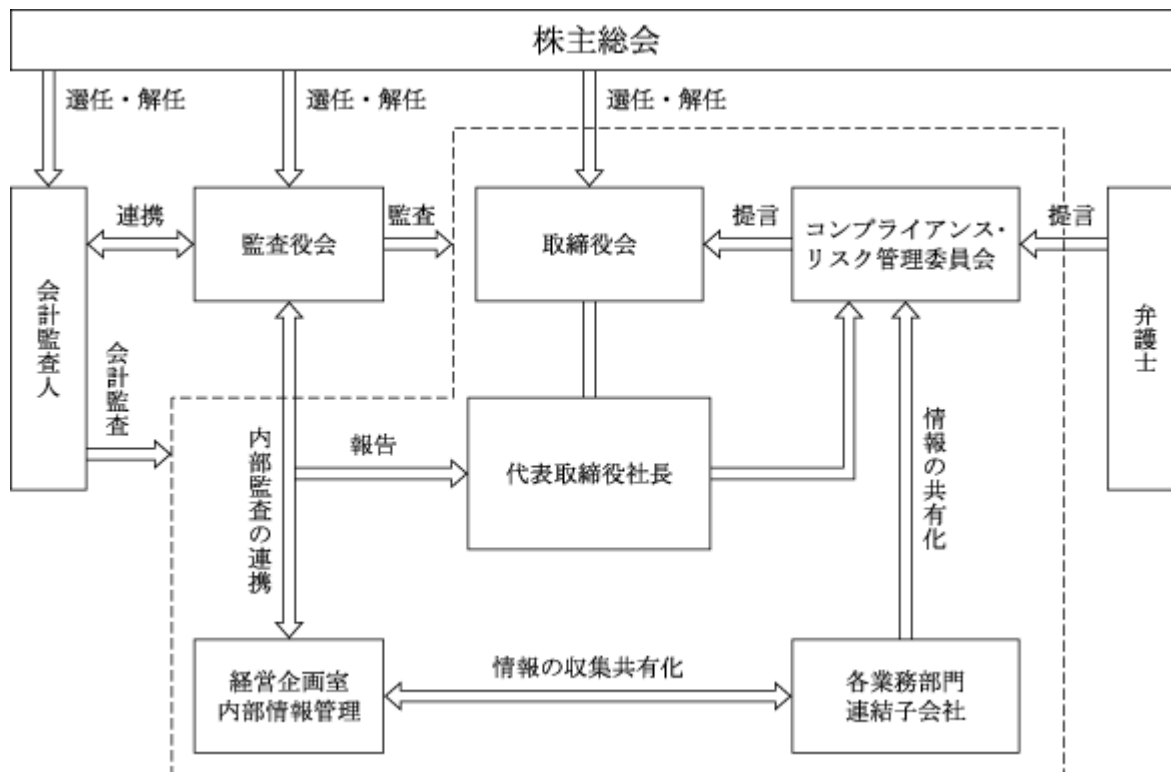 株主総会
選任・解任
選任・解任
選任・解任
連携
監査
提言
提言
会計監査人
監査役会
取締役会
コンプライアンス・
リスク管理委員会
弁護士
会計監査
内部監査の連携
報告
代表取締役社長
情報の共有化
経営企画室
内部情報管理
情報の収集共有化
各業務部門
連結子会社